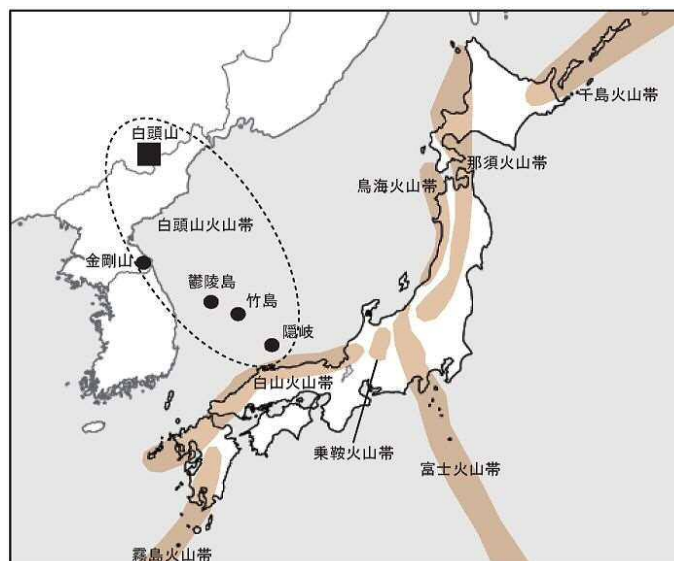 白頭山
千島火山帯
那須火山帯
鳥海火山帯
白頭山火山帯
金剛山
鬱陵島
竹島
隠岐
白山火山帯
乗鞍火山帯
富士火山帯
霧島火山帯